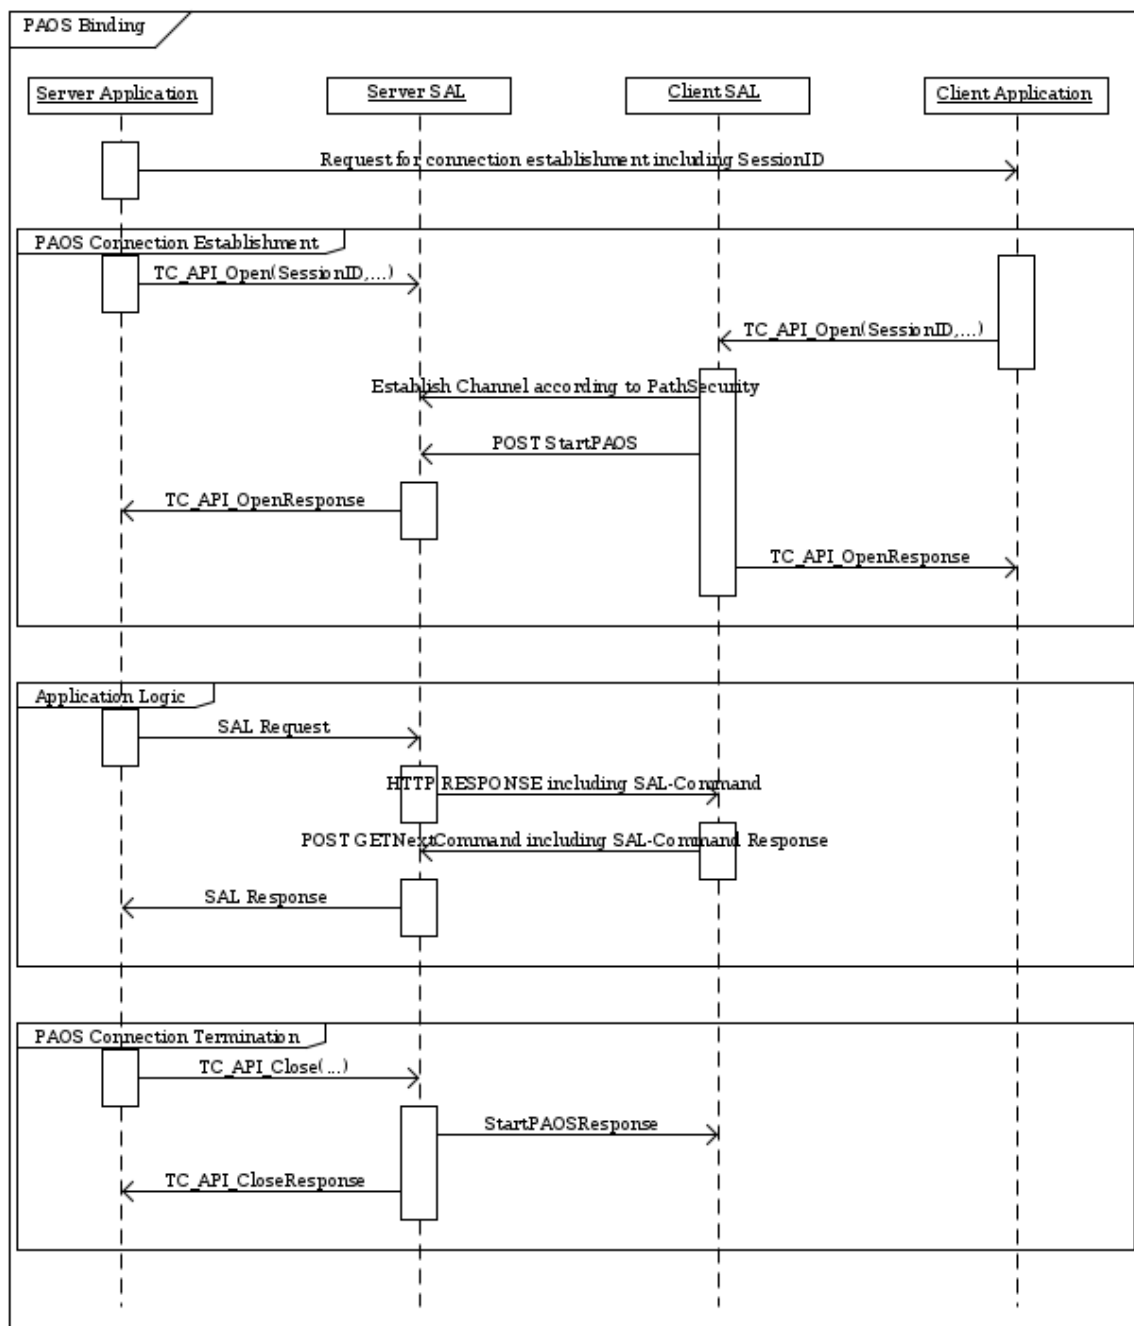 PAOS Binding
Server Application
Server SAL
Client SAL
Client Application
Request for connection establishment including SessionID
PAOS Connection Establishment
TC_API_Open(SessionID,...)
TC_API_Open(SessionID,...)
Establish Channel according to PathSecurity
POST StartPAOS
TC_API_OpenResponse
TC_API_OpenResponse
Application Logic
SAL Request
HTTP RESPONSE including SAL-Command
POST GETNextCommand including SAL-Command Response
SAL Response
PAOS Connection Termination
TC_API_Close(...)
StartPAOSResponse
TC_API_CloseResponse